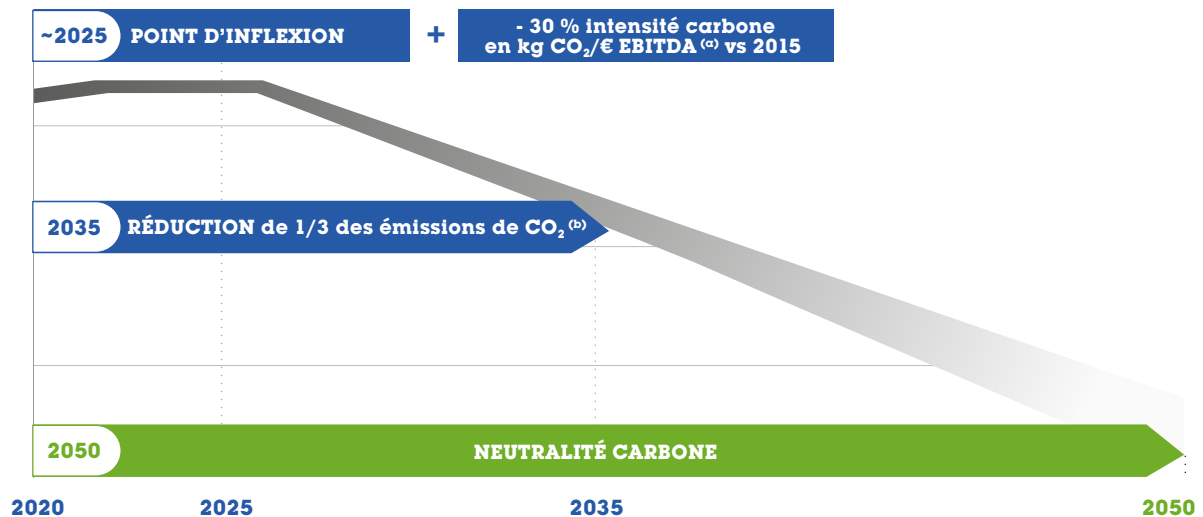 ~2025 POINT D’INFLEXION + - 30 % intensité carbone
en kg CO₂/€ EBITDA ⁽ᵃ⁾ vs 2015
2035 RÉDUCTION de 1/3 des émissions de CO₂ ⁽ᵇ⁾
2050 NEUTRALITÉ CARBONE
2020 2025 2035 2050